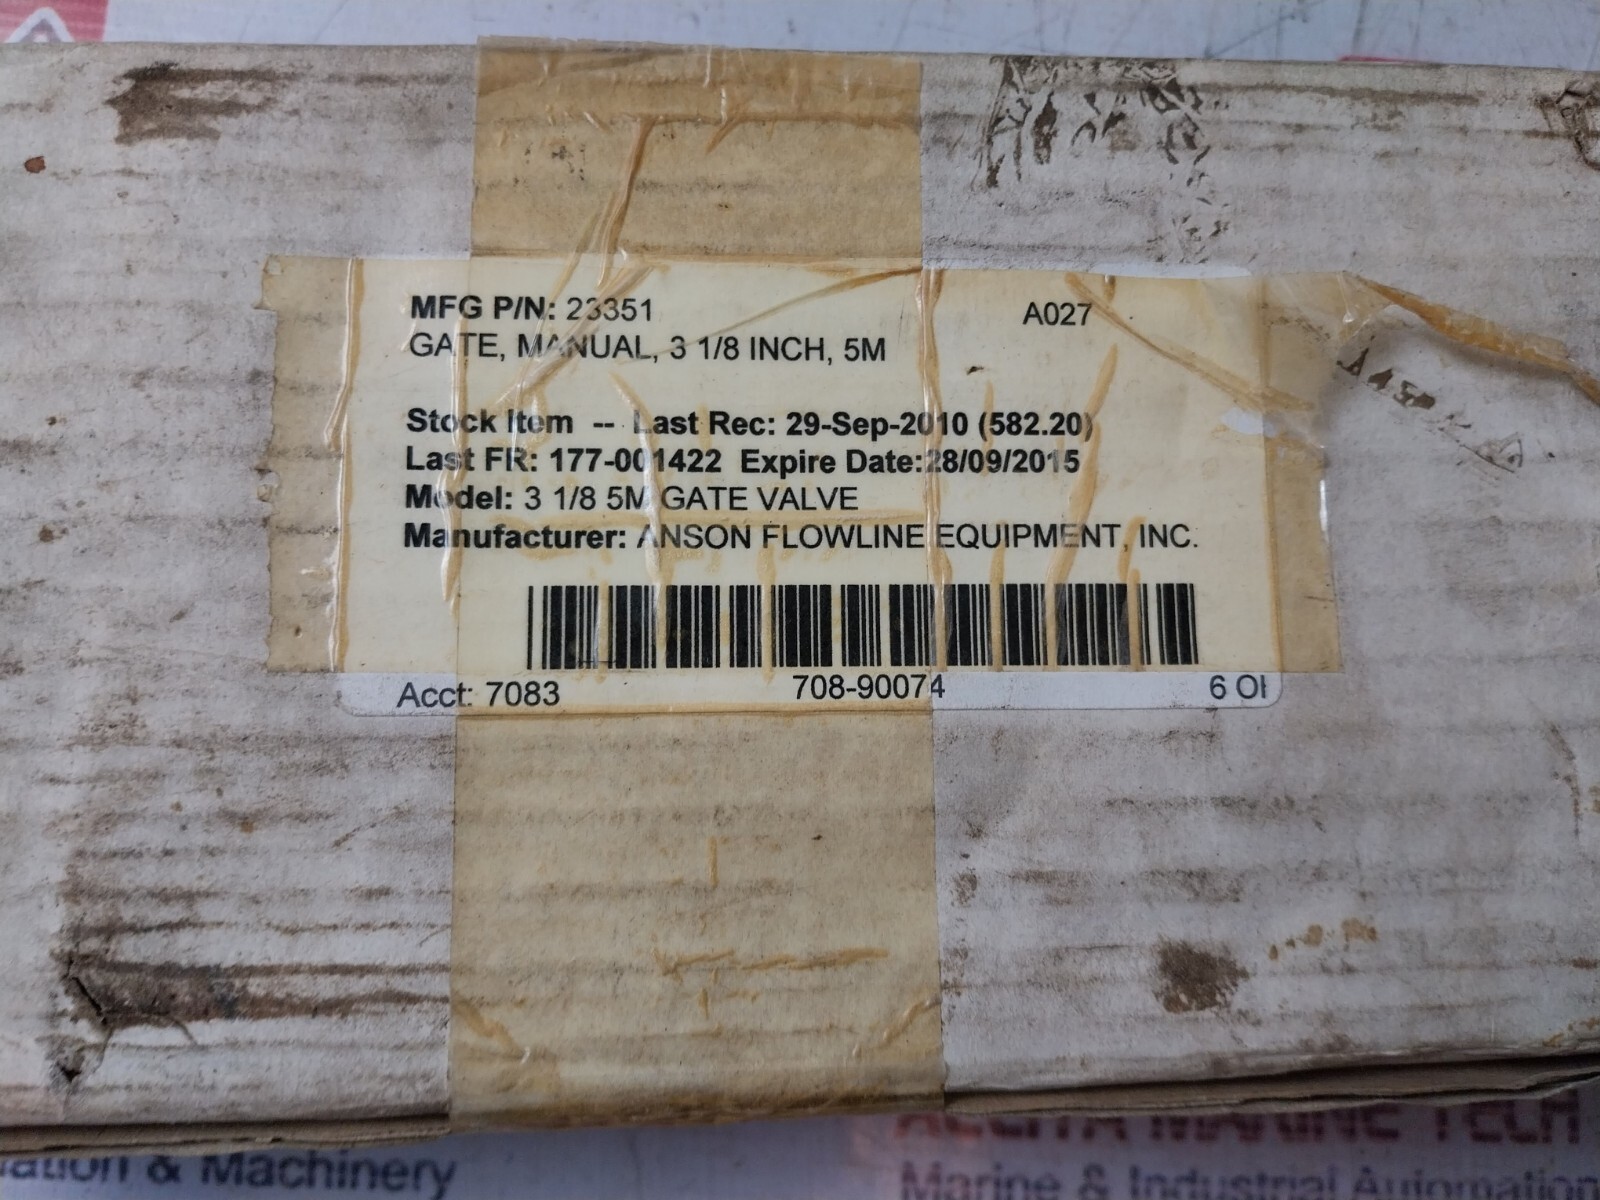 MFG P/N: 23351
A027
GATE, MANUAL, 3 1/8 INCH, 5M
Stock Item -- Last Rec: 29-Sep-2010 (582.20)
Last FR: 177-001422 Expire Date:28/09/2015
Model: 3 1/8 5M GATE VALVE
Manufacturer: ANSON FLOWLINE EQUIPMENT, INC.
Acct: 7083 708-90074 6 OI
MARINE TECH
& Machinery
Marine & Industrial Automation